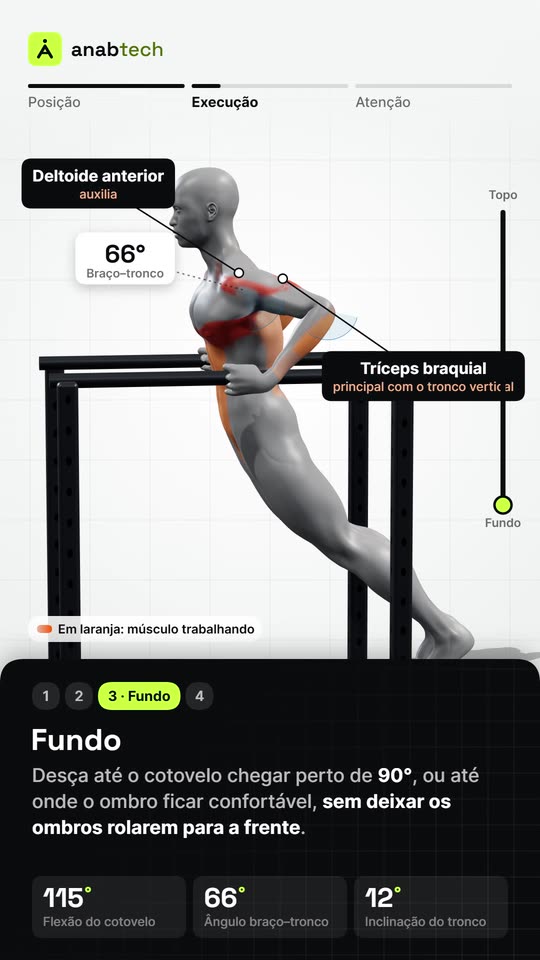 anabtech
Posição
Execução
Atenção
Deltoide anterior
auxilia
Topo
66°
Braço–tronco
Tríceps braquial
principal com o tronco vertical
Fundo
Em laranja: músculo trabalhando
1
2
3 · Fundo
4
Fundo
Desça até o cotovelo chegar perto de 90°, ou até
onde o ombro ficar confortável, sem deixar os
ombros rolarem para a frente.
115°
Flexão do cotovelo
66°
Ângulo braço–tronco
12°
Inclinação do tronco